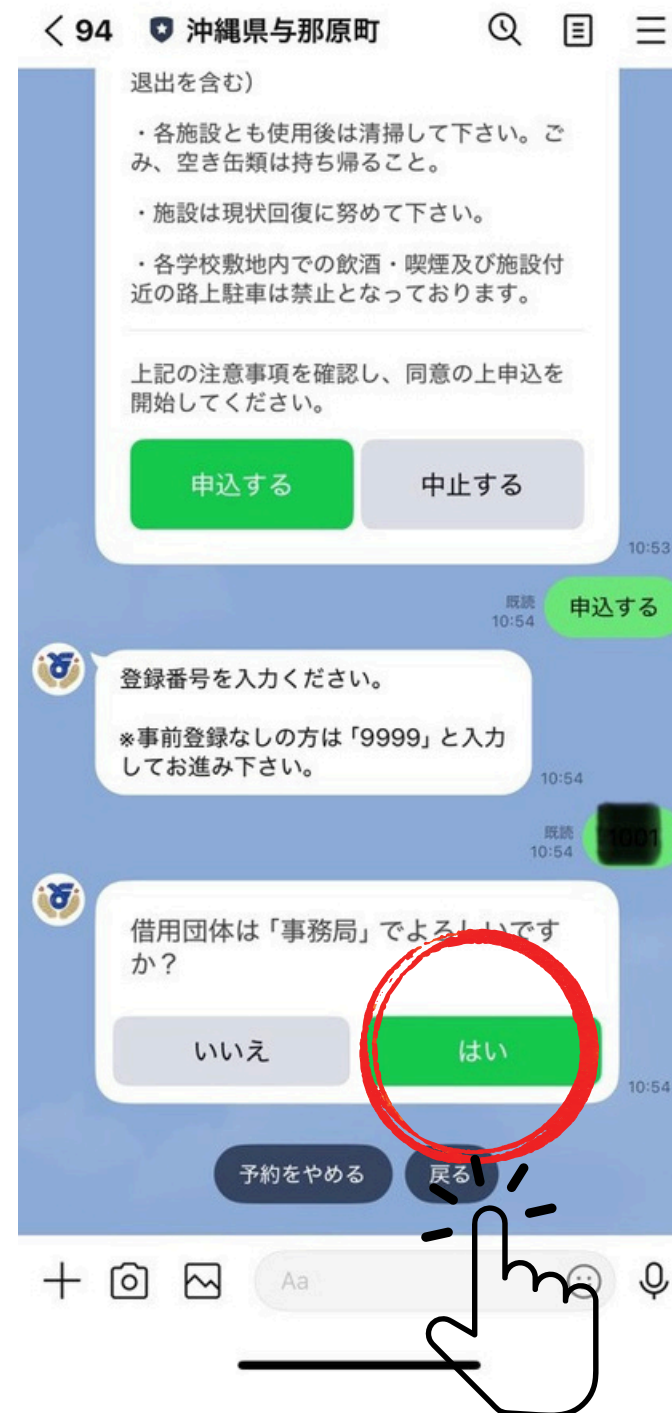 94 沖縄県与那原町
退出を含む）
・各施設とも使用後は清掃して下さい。ご
み、空き缶類は持ち帰ること。
・施設は現状回復に努めて下さい。
・各学校敷地内での飲酒・喫煙及び施設付
近の路上駐車は禁止となっております。
上記の注意事項を確認し、同意の上申込を
開始してください。
申込する 中止する
10:53
既読
10:54
申込する
登録番号を入力ください。
※事前登録なしの方は「9999」と入力
してお進み下さい。
10:54
既読
10:54
1001
借用団体は「事務局」でよろしいです
か？
いいえ はい
10:54
予約をやめる 戻る
Aa